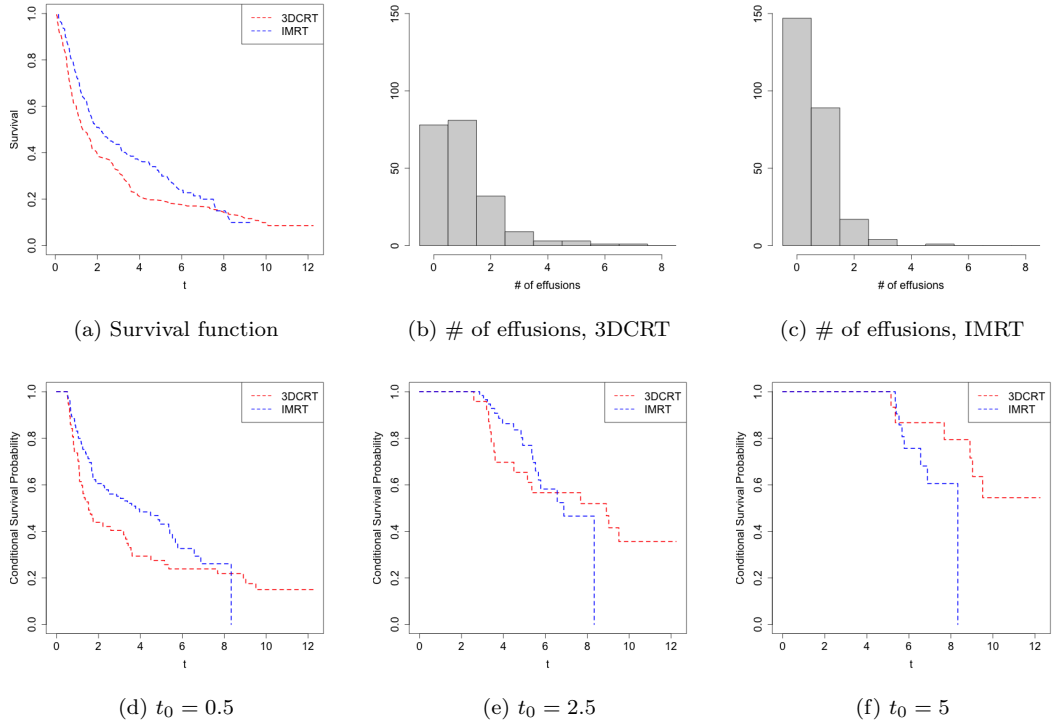 3DCRT
IMRT
Survival
0.0 0.2 0.4 0.6 0.8 1.0
0 2 4 6 8 10 12
t
(a) Survival function
0 50 100 150
0 2 4 6 8
# of effusions
(b) # of effusions, 3DCRT
0 50 100 150
0 2 4 6 8
# of effusions
(c) # of effusions, IMRT
3DCRT
IMRT
Conditional Survival Probability
0.0 0.2 0.4 0.6 0.8 1.0
0 2 4 6 8 10 12
t
(d) t₀ = 0.5
3DCRT
IMRT
Conditional Survival Probability
0.0 0.2 0.4 0.6 0.8 1.0
0 2 4 6 8 10 12
t
(e) t₀ = 2.5
3DCRT
IMRT
Conditional Survival Probability
0.0 0.2 0.4 0.6 0.8 1.0
0 2 4 6 8 10 12
t
(f) t₀ = 5